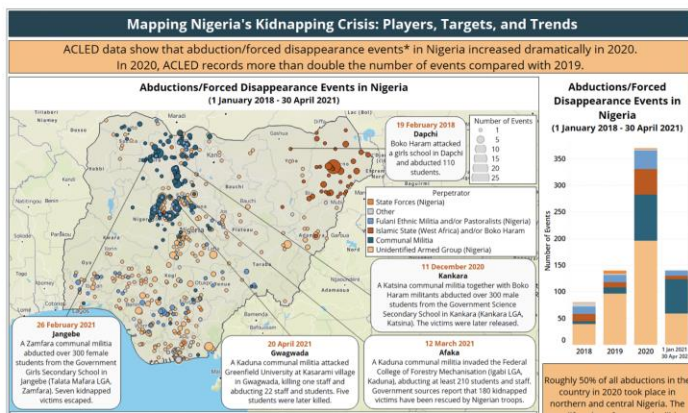 Mapping Nigeria's Kidnapping Crisis: Players, Targets, and Trends
ACLED data show that abduction/forced disappearance events* in Nigeria increased dramatically in 2020.
In 2020, ACLED records more than double the number of events compared with 2019.
Abductions/Forced Disappearance Events in Nigeria
(1 January 2018 - 30 April 2021)
19 February 2018
Dapchi
Boko Haram attacked
a girls school in Dapchi
and abducted 110
students.
Number of Events
1
5
10
15
20
25
Perpetrator
State Forces (Nigeria)
Other
Fulani Ethnic Militia and/or Pastoralists (Nigeria)
Islamic State (West Africa) and/or Boko Haram
Communal Militia
Unidentified Armed Group (Nigeria)
11 December 2020
Kankara
A Katsina communal militia together with Boko
Haram militants abducted over 300 male
students from the Government Science
Secondary School in Kankara (Kankara LGA,
Katsina). The victims were later released.
26 February 2021
Jangebe
A Zamfara communal militia
abducted over 300 female
students from the Government
Girls Secondary School in
Jangebe (Talata Mafara LGA,
Zamfara). Seven kidnapped
victims escaped.
20 April 2021
Gwagwada
A Kaduna communal militia attacked
Greenfield University at Kasarami village
in Gwagwada, killing one staff and
abducting 22 staff and students. Five
students were later killed.
12 March 2021
Afaka
A Kaduna communal militia invaded the Federal
College of Forestry Mechanisation (Igabi LGA,
Kaduna), abducting at least 210 students and staff.
Government sources report that 180 kidnapped
victims have been rescued by Nigerian troops.
Abductions/Forced
Disappearance Events in
Nigeria
(1 January 2018 - 30 April 2021)
Number of Events
350
300
250
200
150
100
50
0
2018
2019
2020
1 Jan 2021
Roughly 50% of all abductions in the
country in 2020 took place in
northern and central Nigeria. The